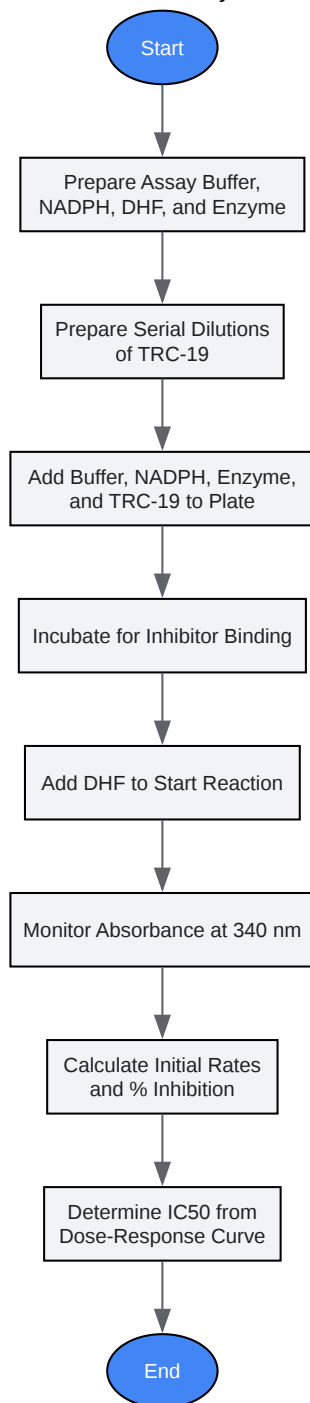 Start
Prepare Assay Buffer,
NADPH, DHF, and Enzyme
Prepare Serial Dilutions
of TRC-19
Add Buffer, NADPH, Enzyme,
and TRC-19 to Plate
Incubate for Inhibitor Binding
Add DHF to Start Reaction
Monitor Absorbance at 340 nm
Calculate Initial Rates
and % Inhibition
Determine IC50 from
Dose-Response Curve
End